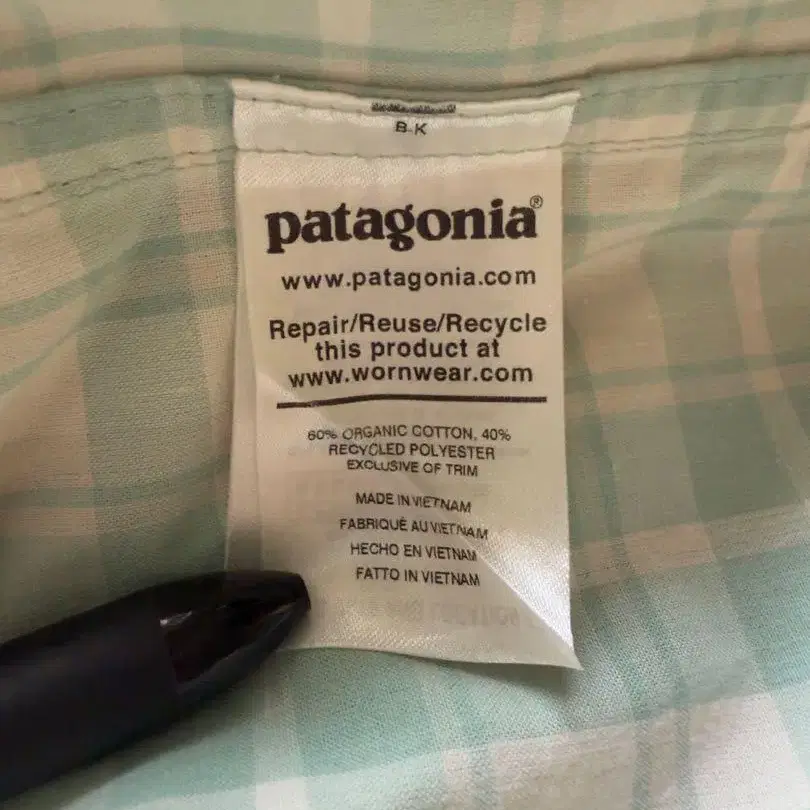 B-K
patagonia®
www.patagonia.com
Repair/Reuse/Recycle
this product at
www.wornwear.com
60% ORGANIC COTTON, 40%
RECYCLED POLYESTER
EXCLUSIVE OF TRIM
MADE IN VIETNAM
FABRIQUÉ AU VIETNAM
HECHO EN VIETNAM
FATTO IN VIETNAM